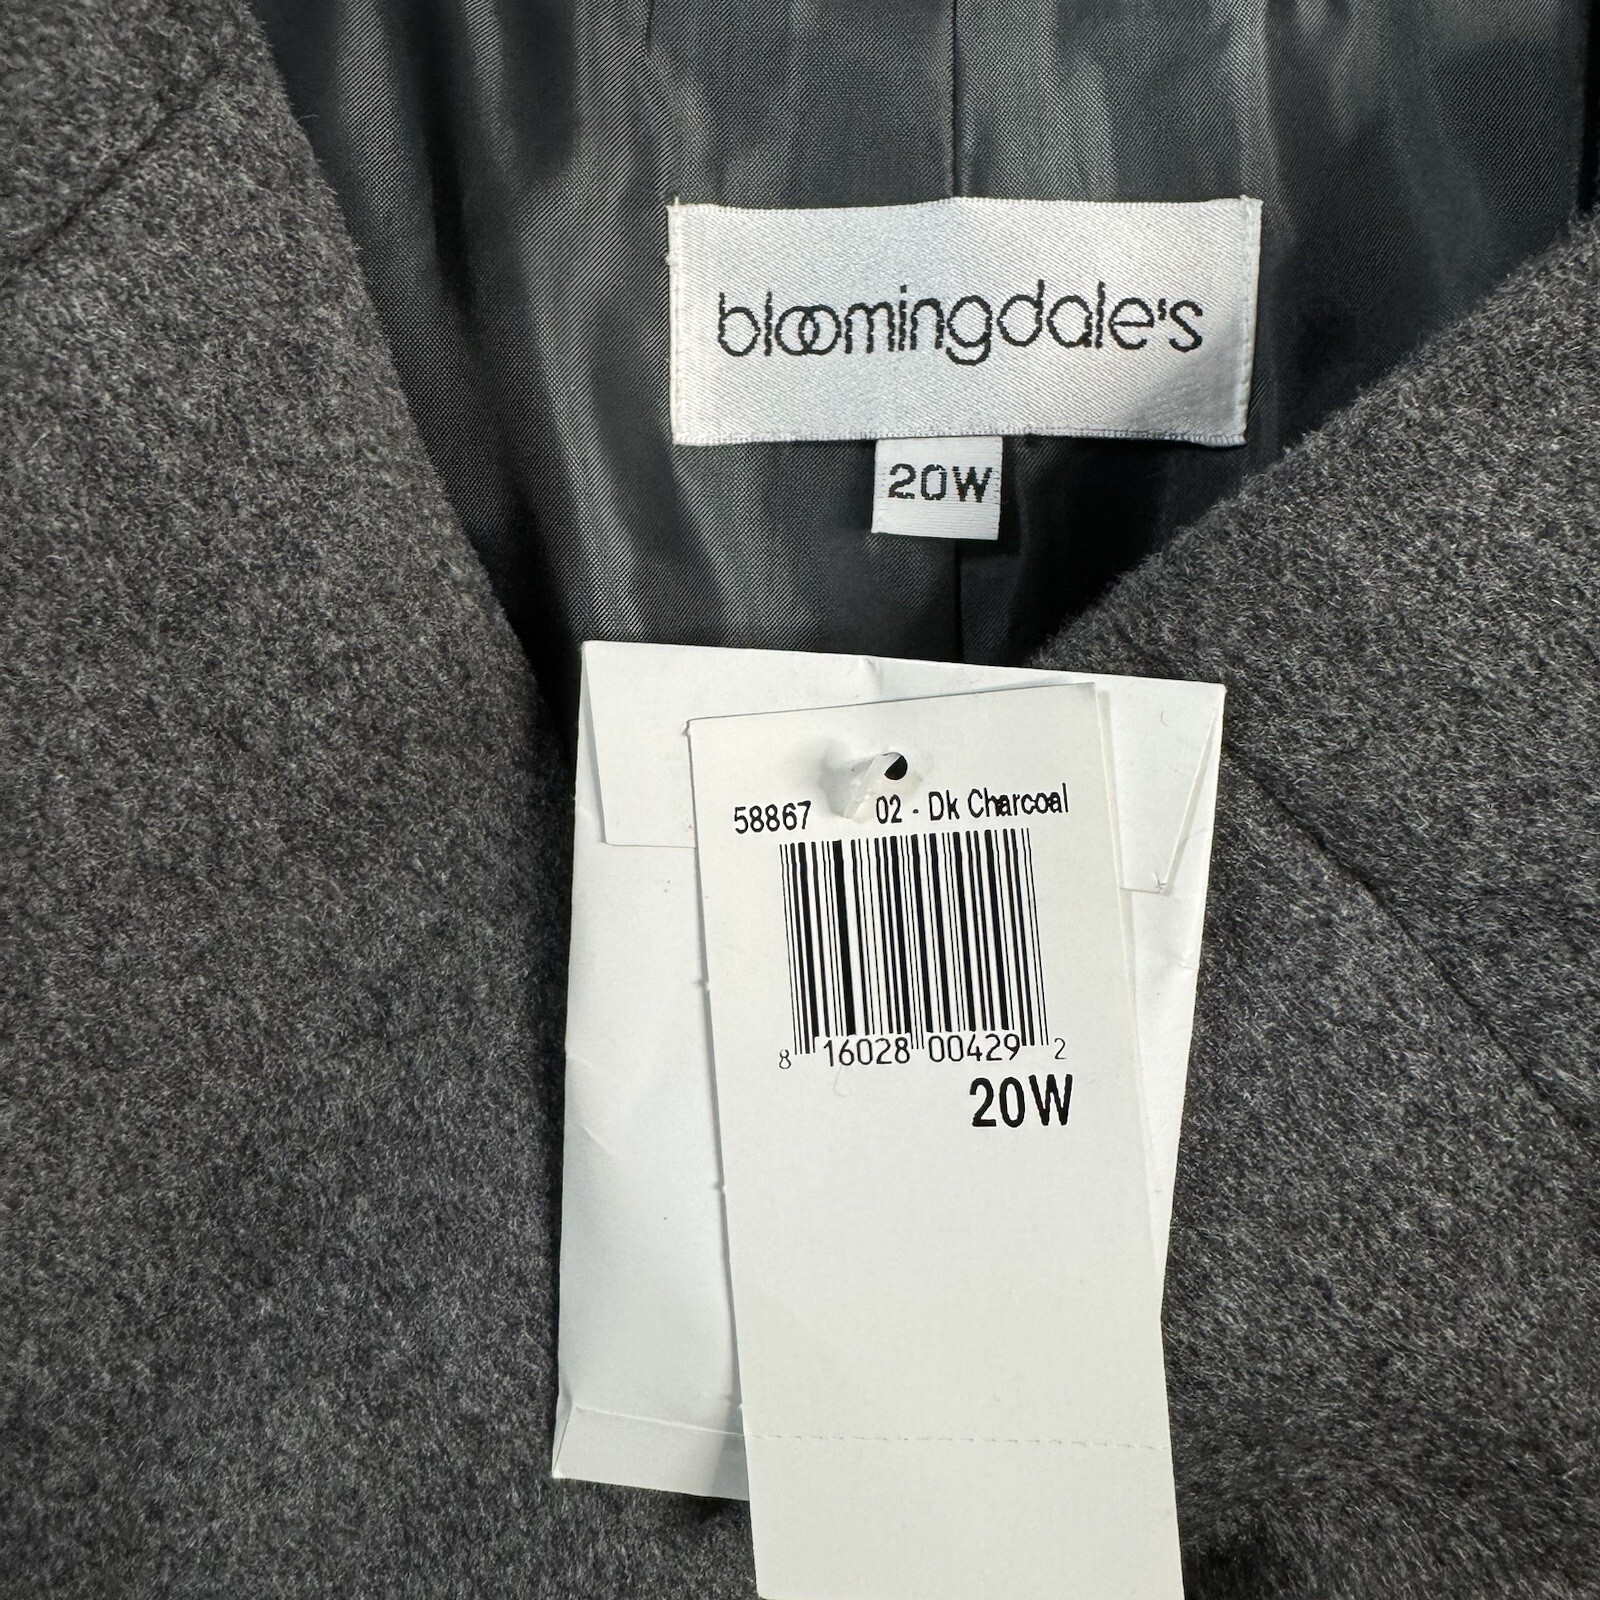 bloomingdale's
20W
58867 02 - Dk Charcoal
8 16028 00429 2
20W